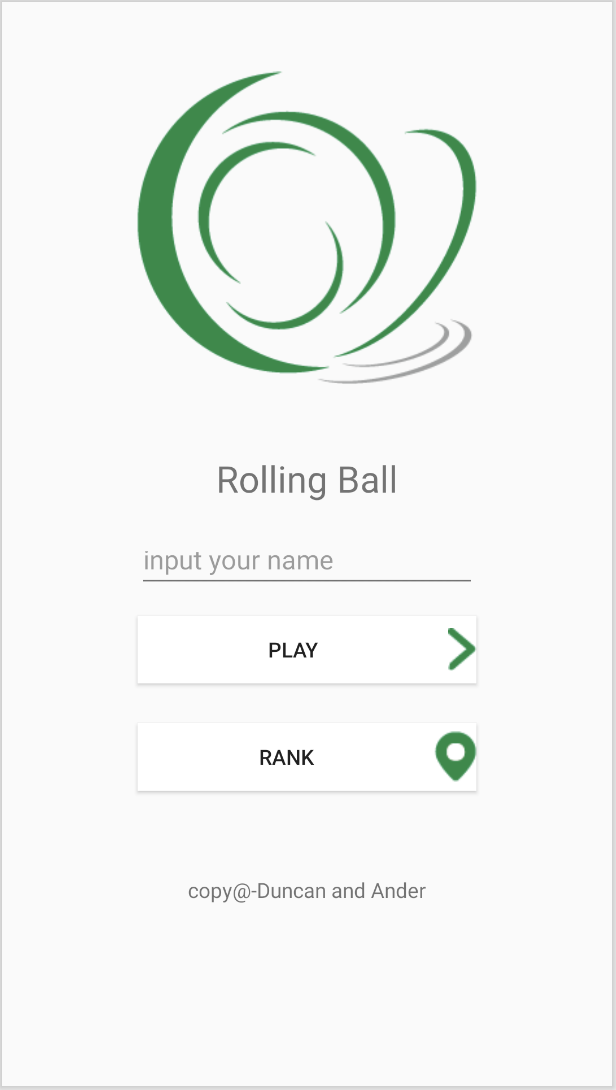 Rolling Ball
input your name
PLAY
RANK
copy@-Duncan and Ander